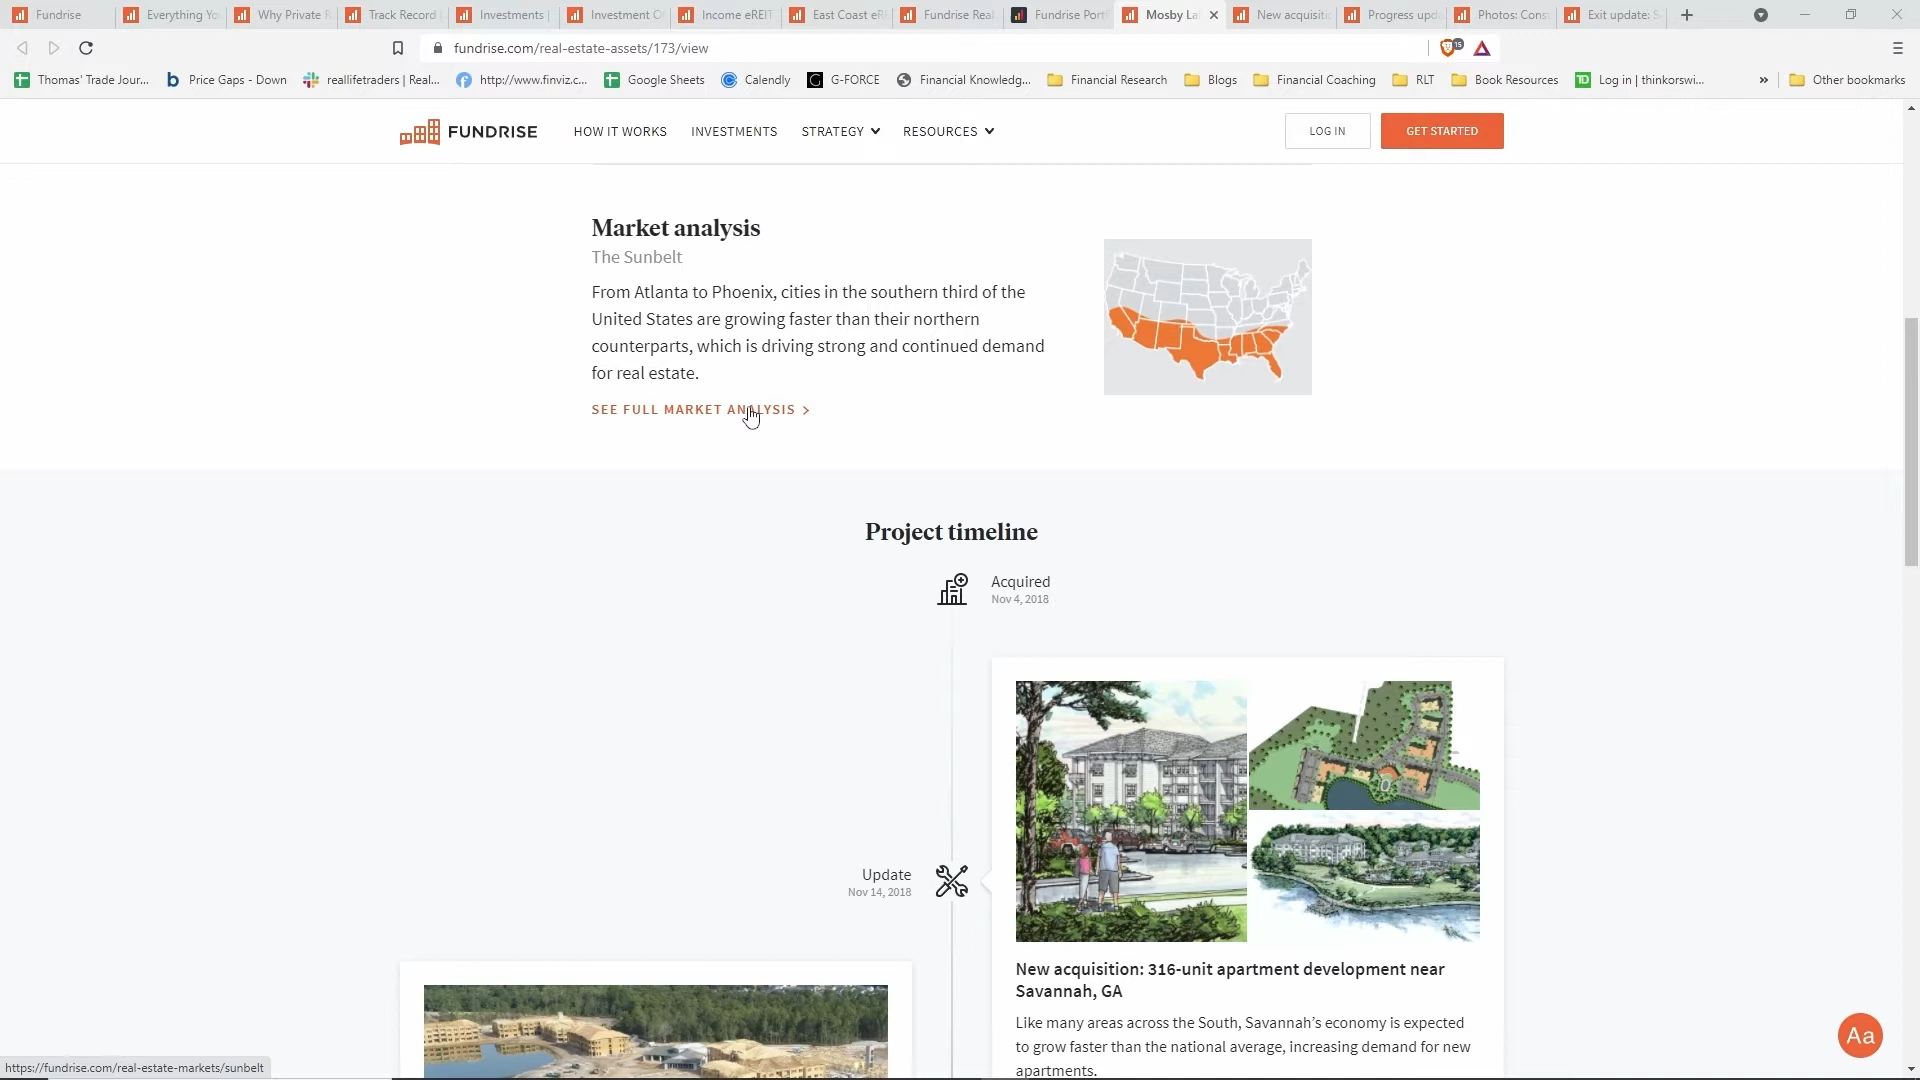 Fundrise
Everything Yo
Why Private R
Track Record
Investments |
Investment O
Income eREIT
East Coast eR
Fundrise Real
Fundrise Port
Mosby La
New acquisitic
Progress upd
Photos: Cons
Exit update: S
fundrise.com/real-estate-assets/173/view
15
Thomas' Trade Jour...
Price Gaps - Down
reallifetraders | Real...
http://www.finviz.c...
Google Sheets
Calendly
G-FORCE
Financial Knowledg...
Financial Research
Blogs
Financial Coaching
RLT
Book Resources
Log in | thinkorswi...
»
Other bookmarks
FUNDRISE
HOW IT WORKS
INVESTMENTS
STRATEGY
RESOURCES
LOG IN
GET STARTED
Market analysis
The Sunbelt
From Atlanta to Phoenix, cities in the southern third of the
United States are growing faster than their northern
counterparts, which is driving strong and continued demand
for real estate.
SEE FULL MARKET ANALYSIS >
Project timeline
Acquired
Nov 4, 2018
Update
Nov 14, 2018
New acquisition: 316-unit apartment development near
Savannah, GA
Like many areas across the South, Savannah’s economy is expected
to grow faster than the national average, increasing demand for new
apartments.
Aa
https://fundrise.com/real-estate-markets/sunbelt